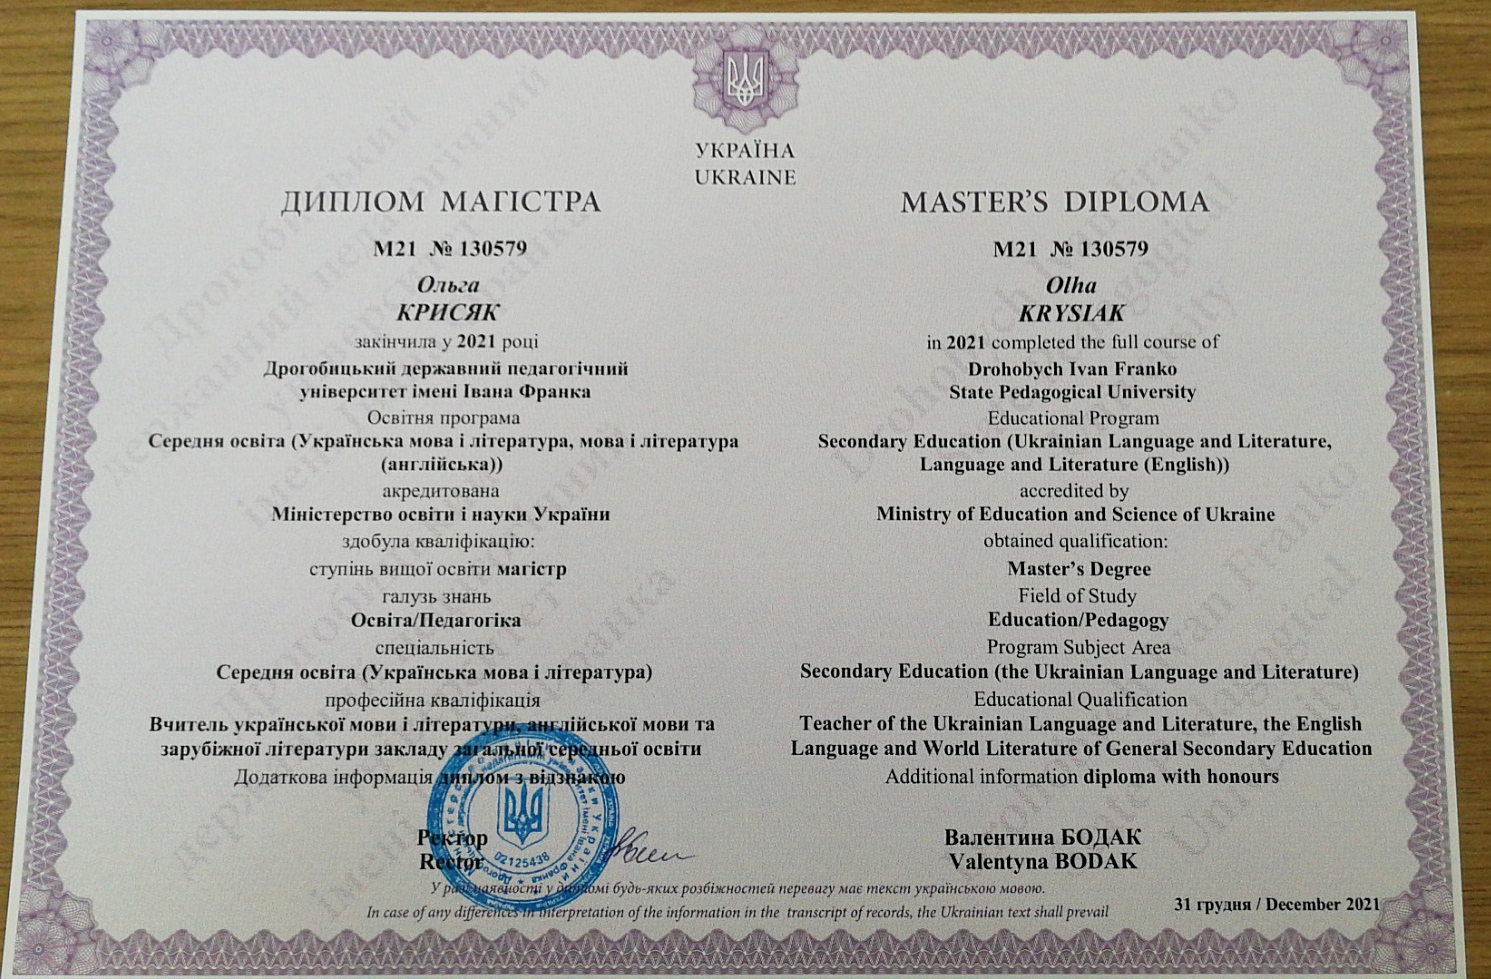 УКРАЇНА
UKRAINE
ДИПЛОМ МАГІСТРА
М21 № 130579
Ольга
КРИСЯК
закінчила у 2021 році
Дрогобицький державний педагогічний
університет імені Івана Франка
Освітня програма
Середня освіта (Українська мова і література, мова і література
(англійська))
акредитована
Міністерство освіти і науки України
здобула кваліфікацію:
ступінь вищої освіти магістр
галузь знань
Освіта/Педагогіка
спеціальність
Середня освіта (Українська мова і література)
професійна кваліфікація
Вчитель української мови і літератури, англійської мови та
зарубіжної літератури закладу загальної середньої освіти
Додаткова інформація диплом з відзнакою
MASTER'S DIPLOMA
M21 № 130579
Olha
KRYSIAK
in 2021 completed the full course of
Drohobych Ivan Franko
State Pedagogical University
Educational Program
Secondary Education (Ukrainian Language and Literature,
Language and Literature (English))
accredited by
Ministry of Education and Science of Ukraine
obtained qualification:
Master's Degree
Field of Study
Education/Pedagogy
Program Subject Area
Secondary Education (the Ukrainian Language and Literature)
Educational Qualification
Teacher of the Ukrainian Language and Literature, the English
Language and World Literature of General Secondary Education
Additional information diploma with honours
Ректор
Rector
02125438
Валентина БОДАК
Valentyna BODAK
У разі наявності у дипломі будь-яких розбіжностей перевагу має текст українською мовою.
In case of any differences in interpretation of the information in the transcript of records, the Ukrainian text shall prevail
31 грудня / December 2021